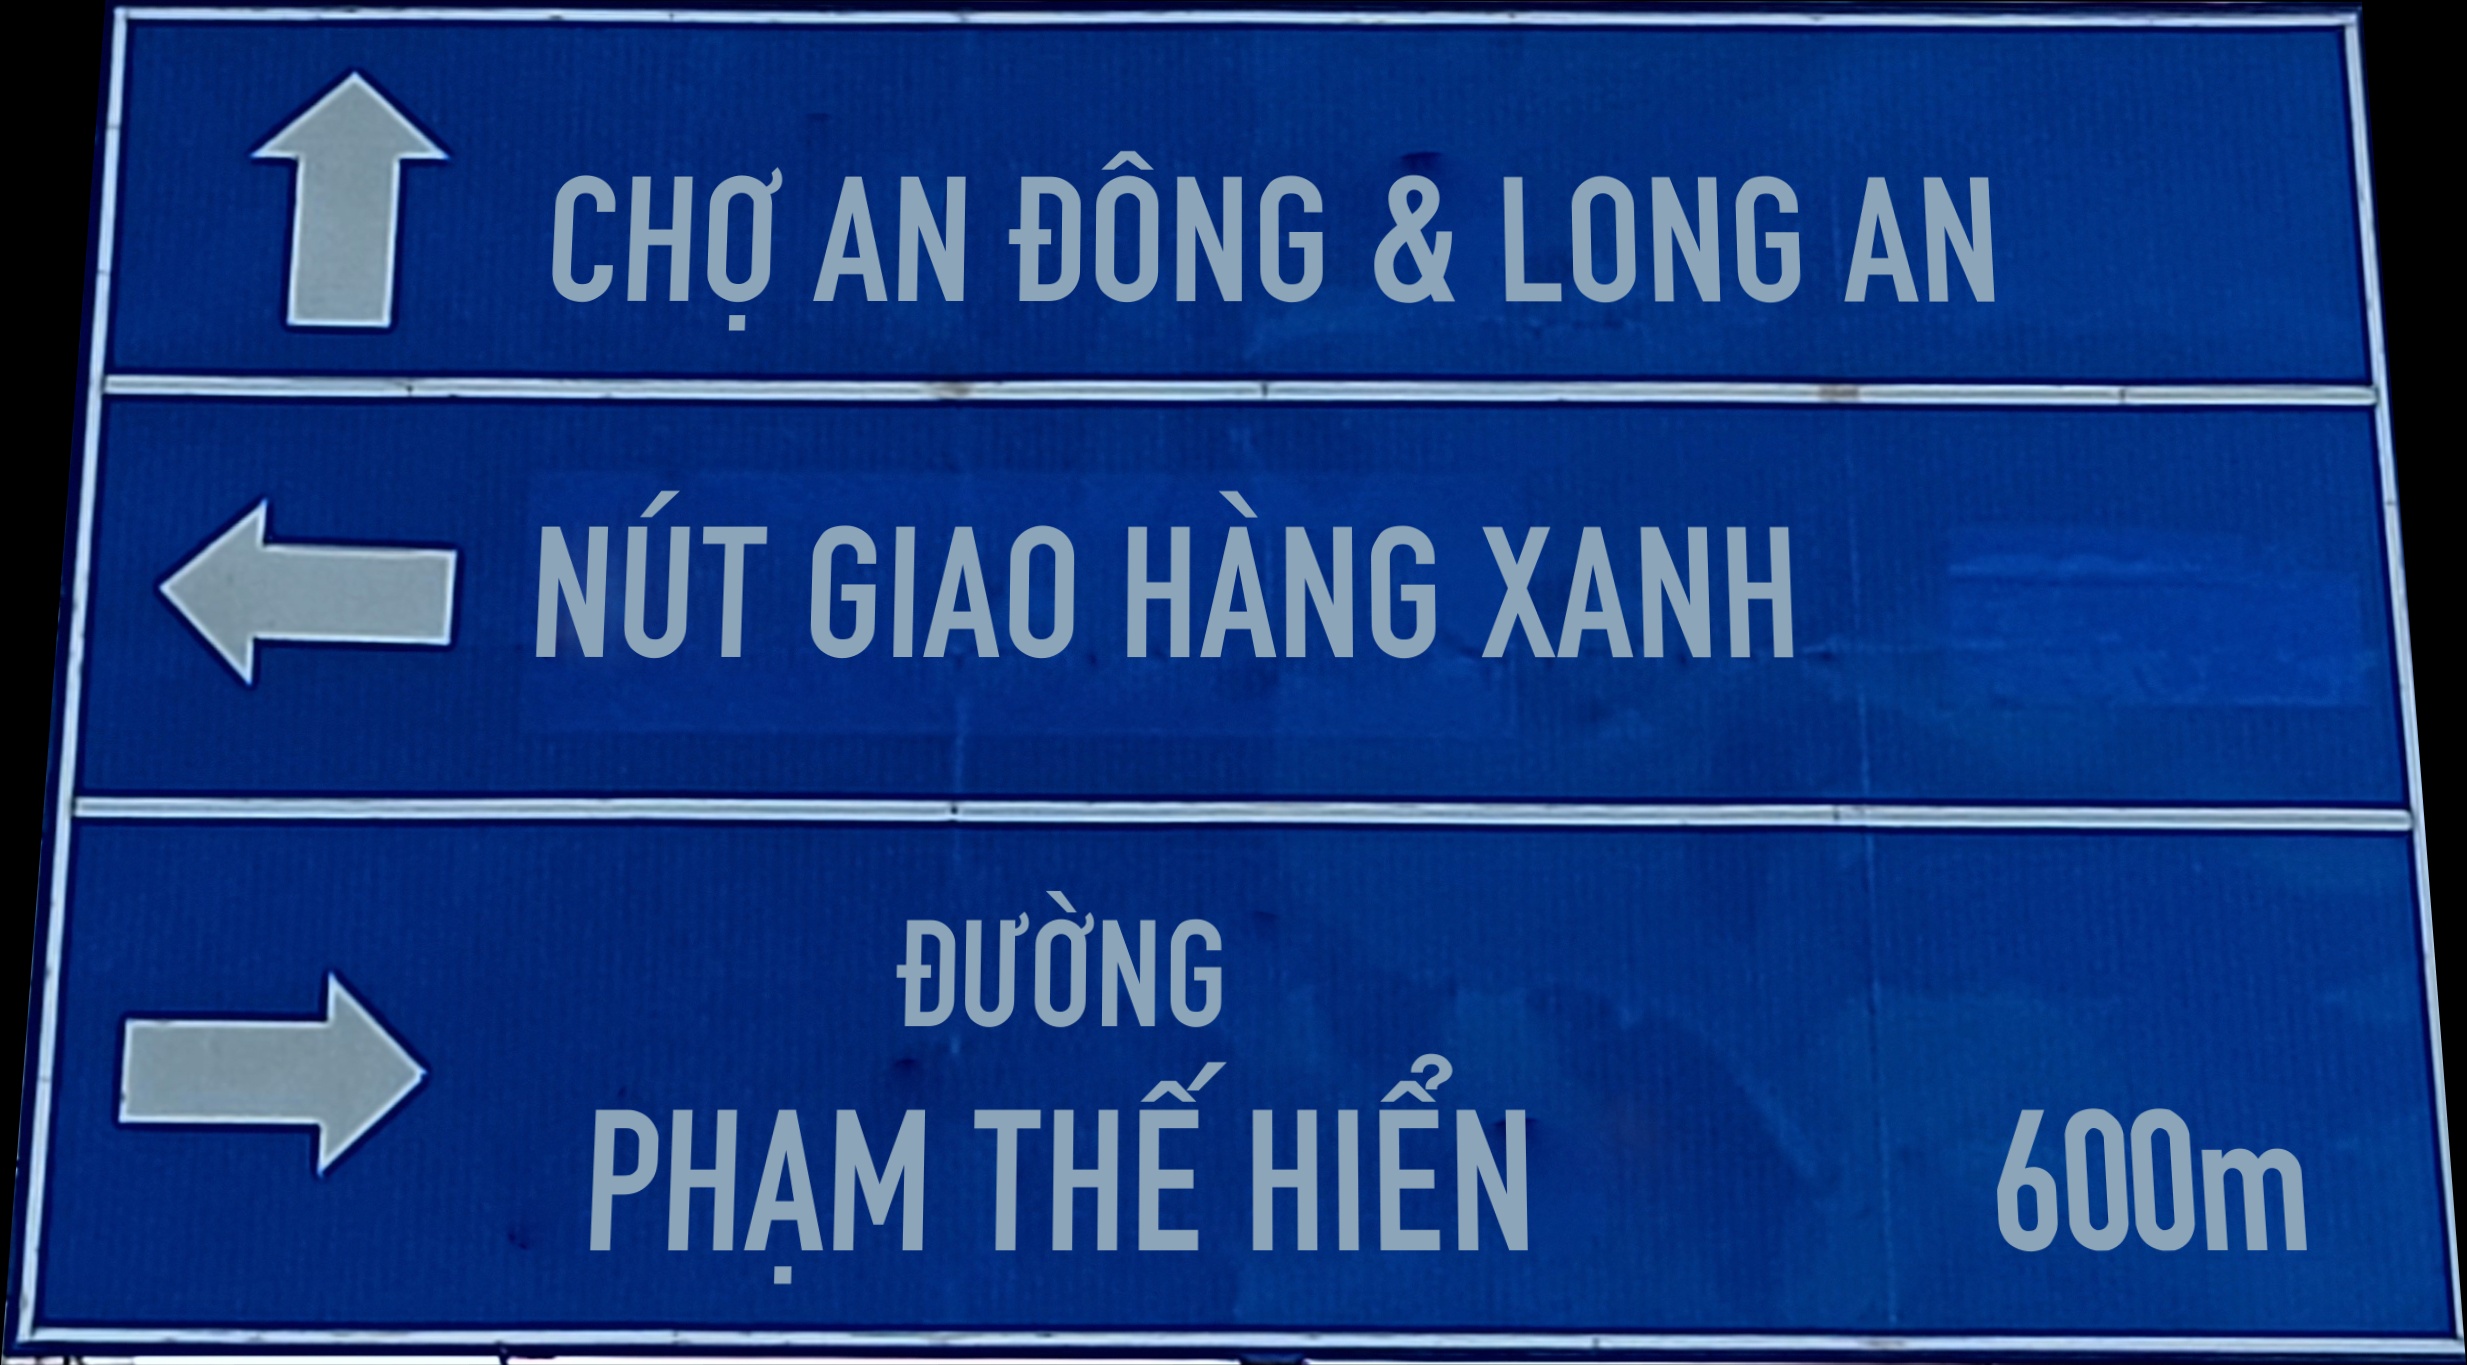 CHỢ AN ĐÔNG & LONG AN
NÚT GIAO HÀNG XANH
ĐƯỜNG
PHẠM THẾ HIỂN 600m